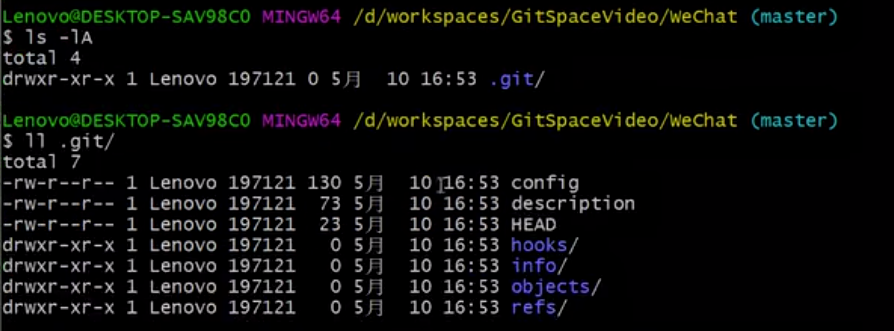 Lenovo@DESKTOP-SAV98C0 MINGW64 /d/workspaces/GitSpaceVideo/WeChat (master)
$ ls -lA
total 4
drwxr-xr-x 1 Lenovo 197121 0 5月  10 16:53 .git/
Lenovo@DESKTOP-SAV98C0 MINGW64 /d/workspaces/GitSpaceVideo/WeChat (master)
$ ll .git/
total 7
-rw-r--r-- 1 Lenovo 197121 130 5月  10 16:53 config
-rw-r--r-- 1 Lenovo 197121  73 5月  10 16:53 description
-rw-r--r-- 1 Lenovo 197121  23 5月  10 16:53 HEAD
drwxr-xr-x 1 Lenovo 197121   0 5月  10 16:53 hooks/
drwxr-xr-x 1 Lenovo 197121   0 5月  10 16:53 info/
drwxr-xr-x 1 Lenovo 197121   0 5月  10 16:53 objects/
drwxr-xr-x 1 Lenovo 197121   0 5月  10 16:53 refs/